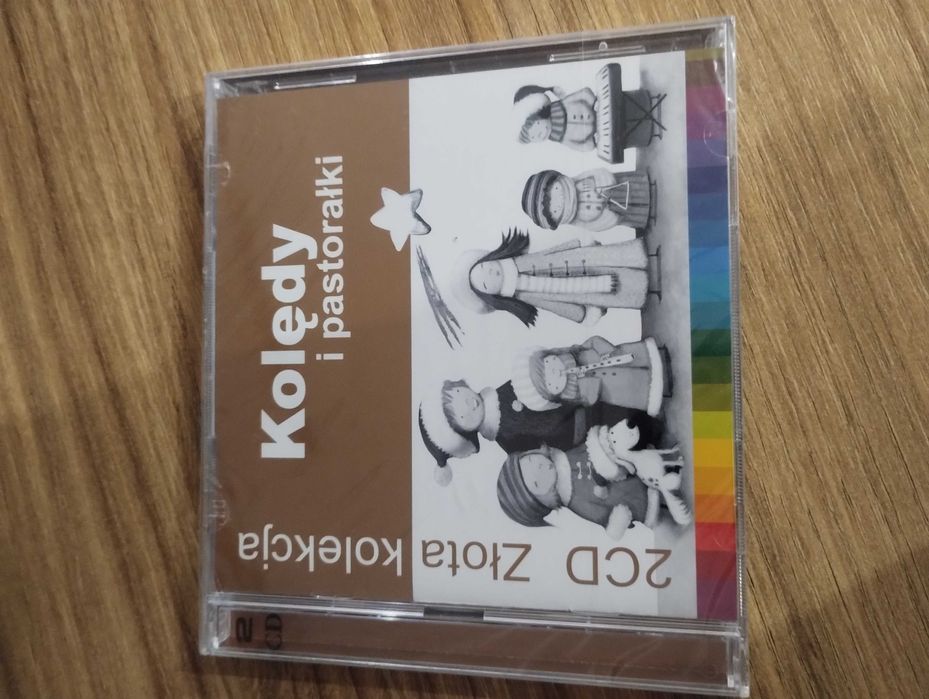 Kolędy
i pastorałki
2CD Złota kolekcja
2
CD